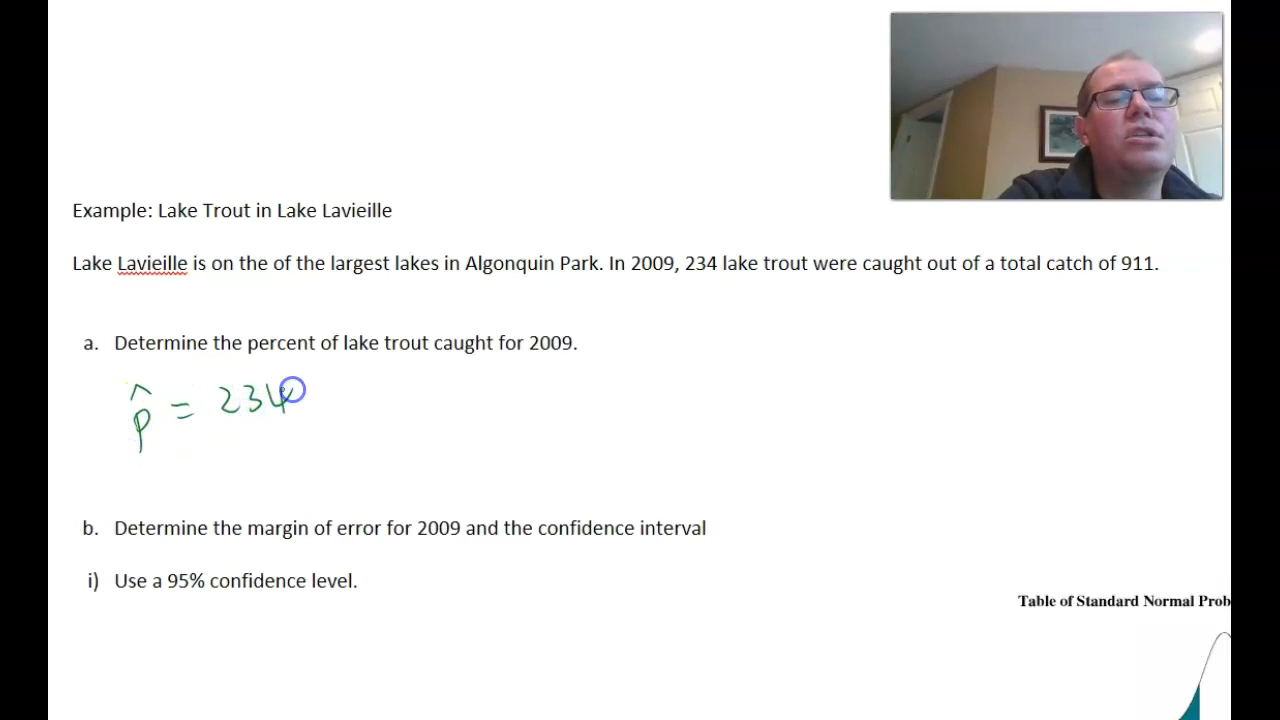 Example: Lake Trout in Lake Lavieille
Lake Lavieille is on the of the largest lakes in Algonquin Park. In 2009, 234 lake trout were caught out of a total catch of 911.
a. Determine the percent of lake trout caught for 2009.
p̂ = 234
b. Determine the margin of error for 2009 and the confidence interval
i) Use a 95% confidence level.
Table of Standard Normal Prob